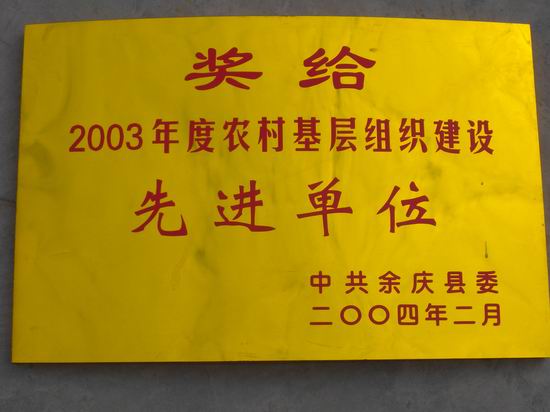 奖给
2003年度农村基层组织建设
先进单位
中共余庆县委
二〇〇四年二月